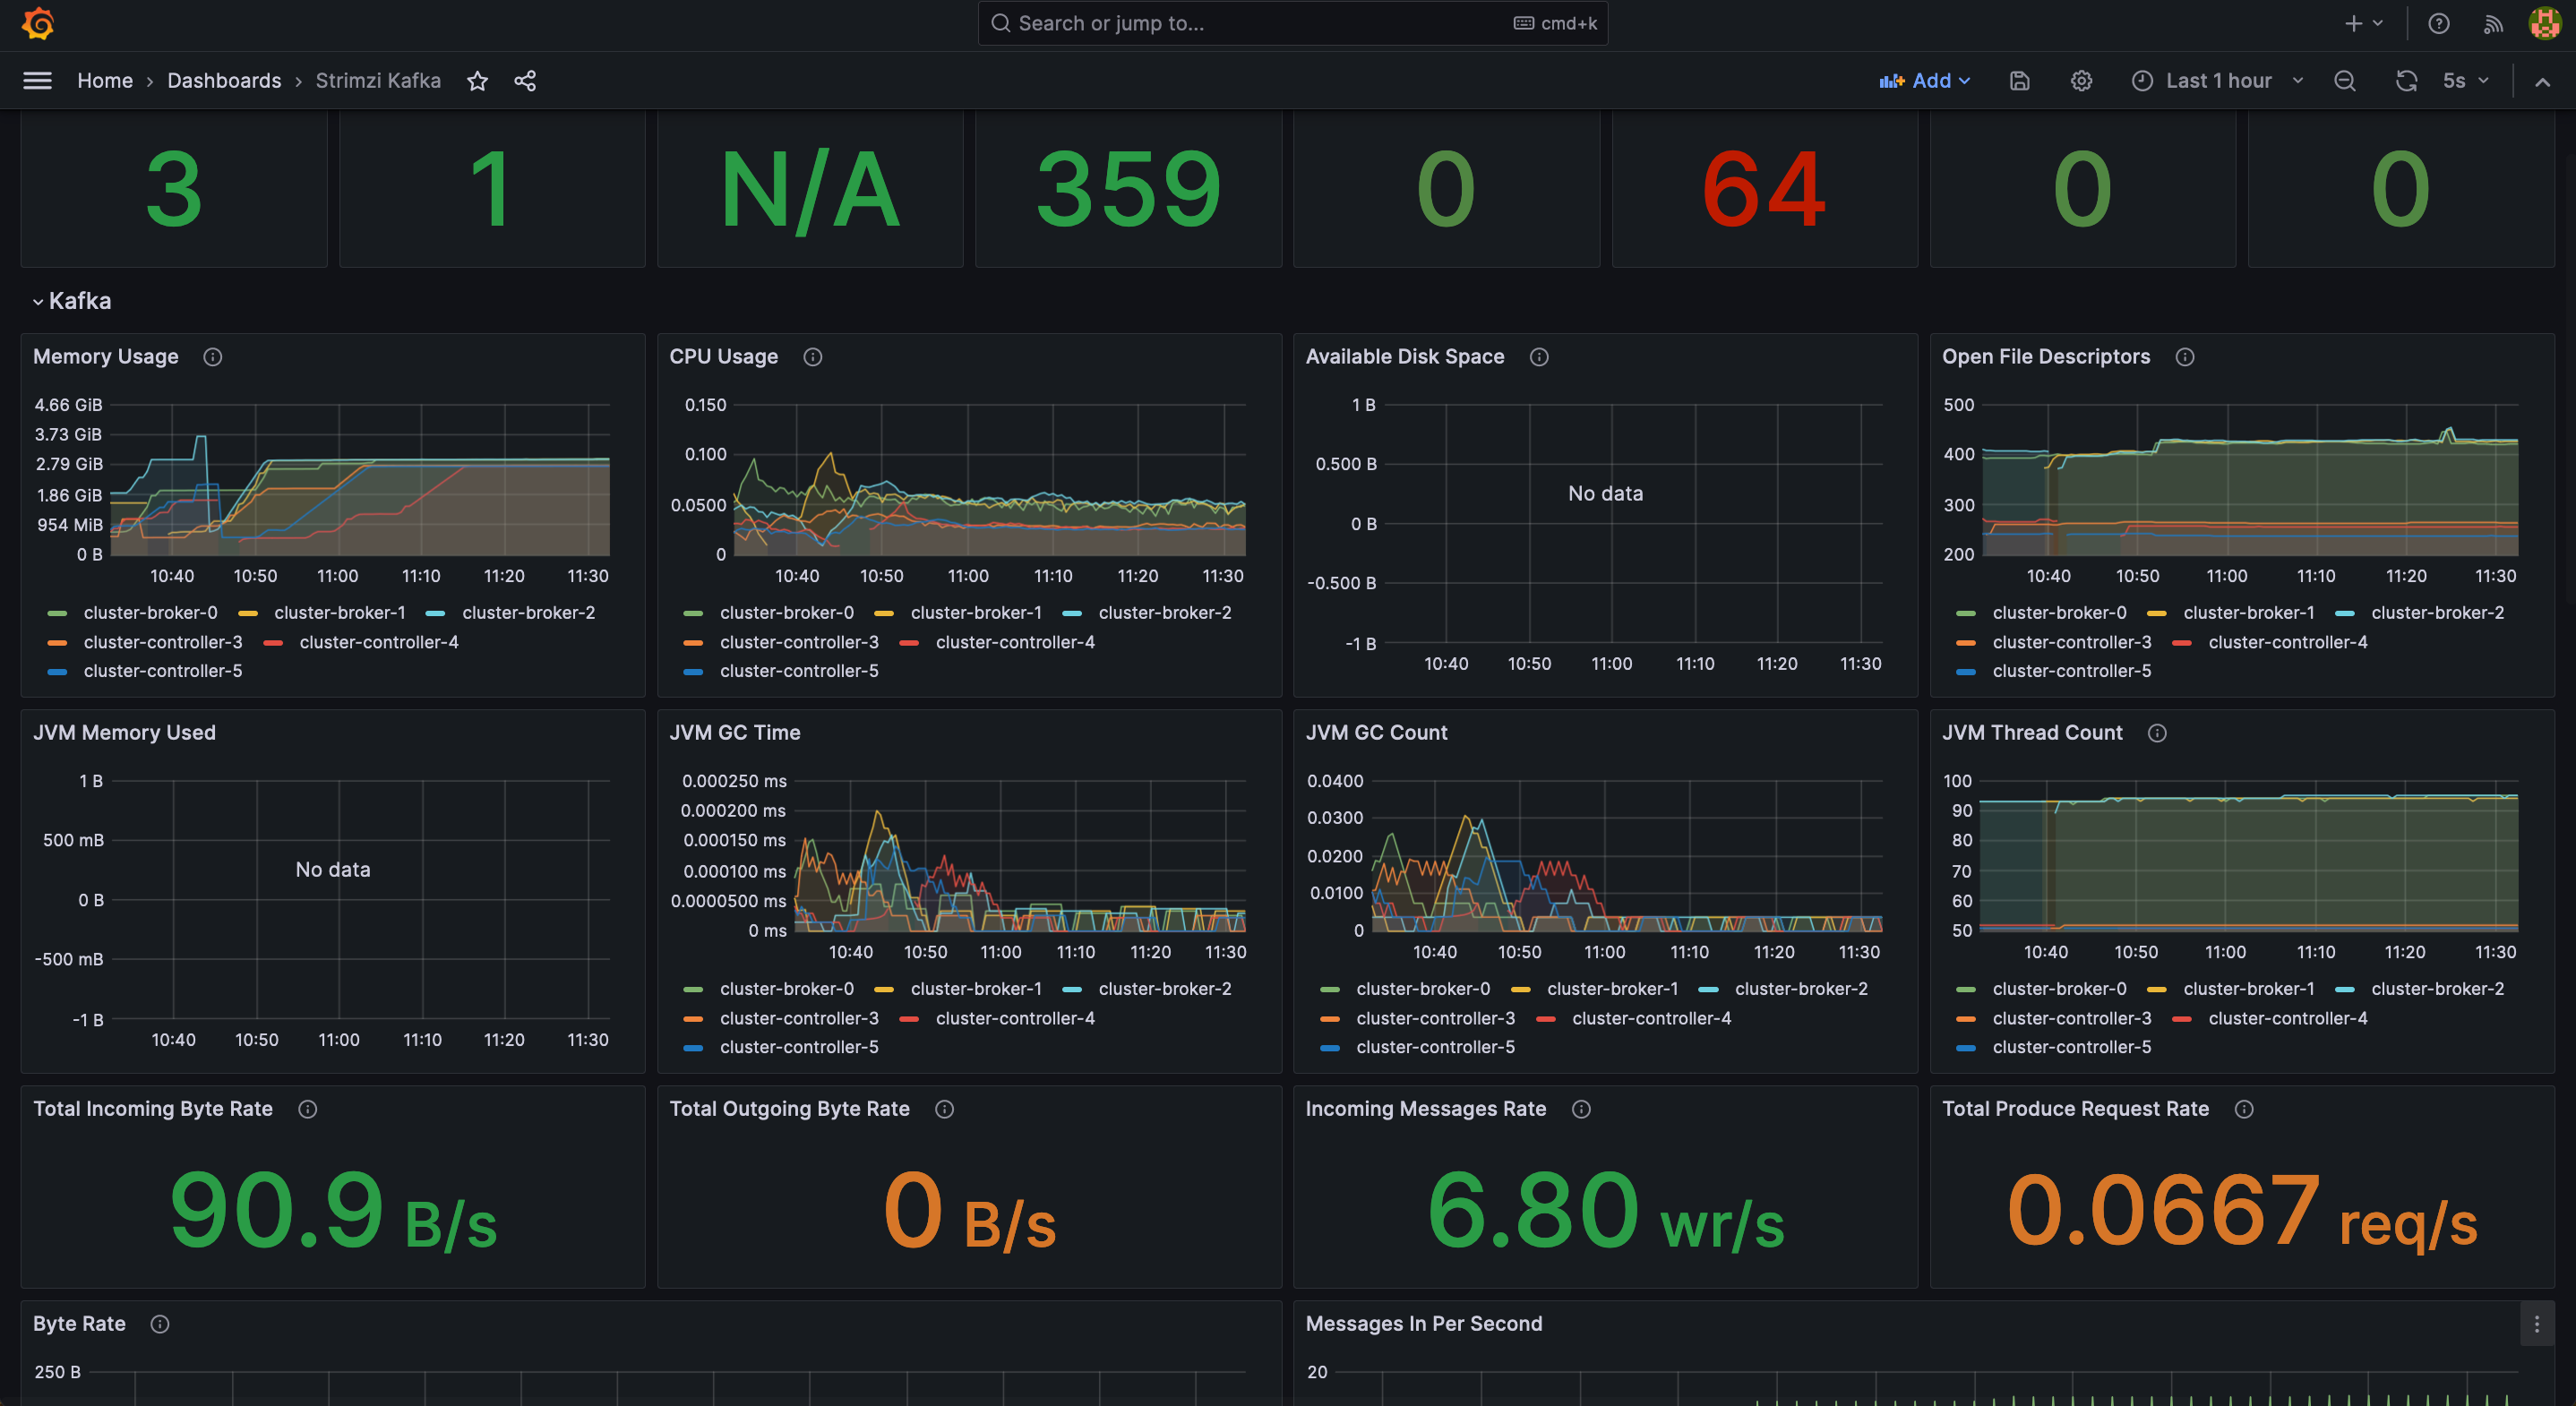 Search or jump to...
cmd+k
Home
Dashboards
Strimzi Kafka
Add
Last 1 hour
5s
3
1
N/A
359
0
64
0
0
Kafka
Memory Usage
4.66 GiB
3.73 GiB
2.79 GiB
1.86 GiB
954 MiB
0 B
10:40 10:50 11:00 11:10 11:20 11:30
cluster-broker-0 cluster-broker-1 cluster-broker-2
cluster-controller-3 cluster-controller-4
cluster-controller-5
CPU Usage
0.150
0.100
0.0500
0
10:40 10:50 11:00 11:10 11:20 11:30
cluster-broker-0 cluster-broker-1 cluster-broker-2
cluster-controller-3 cluster-controller-4
cluster-controller-5
Available Disk Space
1 B
0.500 B
No data
0 B
-0.500 B
-1 B
10:40 10:50 11:00 11:10 11:20 11:30
Open File Descriptors
500
400
300
200
10:40 10:50 11:00 11:10 11:20 11:30
cluster-broker-0 cluster-broker-1 cluster-broker-2
cluster-controller-3 cluster-controller-4
cluster-controller-5
JVM Memory Used
1 B
500 mB
No data
0 B
-500 mB
-1 B
10:40 10:50 11:00 11:10 11:20 11:30
JVM GC Time
0.000250 ms
0.000200 ms
0.000150 ms
0.000100 ms
0.0000500 ms
0 ms
10:40 10:50 11:00 11:10 11:20 11:30
cluster-broker-0 cluster-broker-1 cluster-broker-2
cluster-controller-3 cluster-controller-4
cluster-controller-5
JVM GC Count
0.0400
0.0300
0.0200
0.0100
0
10:40 10:50 11:00 11:10 11:20 11:30
cluster-broker-0 cluster-broker-1 cluster-broker-2
cluster-controller-3 cluster-controller-4
cluster-controller-5
JVM Thread Count
100
90
80
70
60
50
10:40 10:50 11:00 11:10 11:20 11:30
cluster-broker-0 cluster-broker-1 cluster-broker-2
cluster-controller-3 cluster-controller-4
cluster-controller-5
Total Incoming Byte Rate
90.9 B/s
Total Outgoing Byte Rate
0 B/s
Incoming Messages Rate
6.80 wr/s
Total Produce Request Rate
0.0667 req/s
Byte Rate
250 B
Messages In Per Second
20